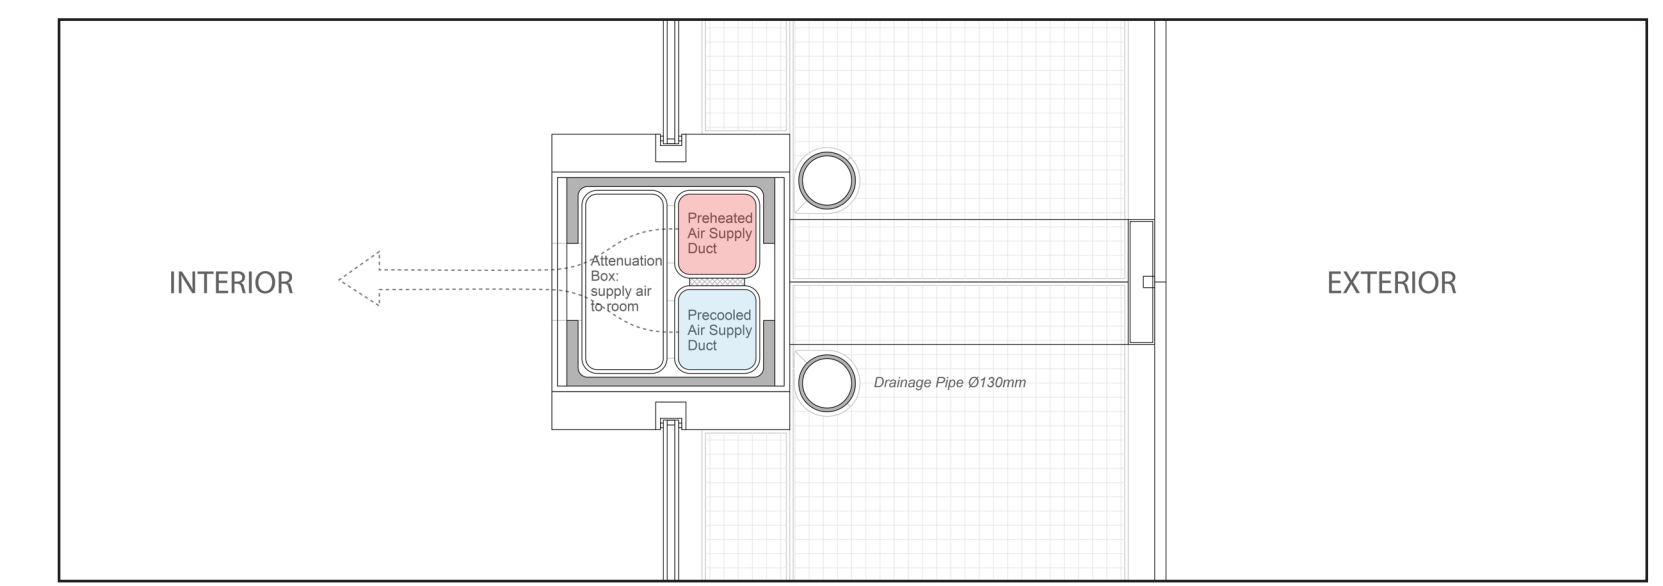 INTERIOR
Attenuation
Box:
supply air
to room
Preheated
Air Supply
Duct
Precooled
Air Supply
Duct
Drainage Pipe Ø130mm
EXTERIOR